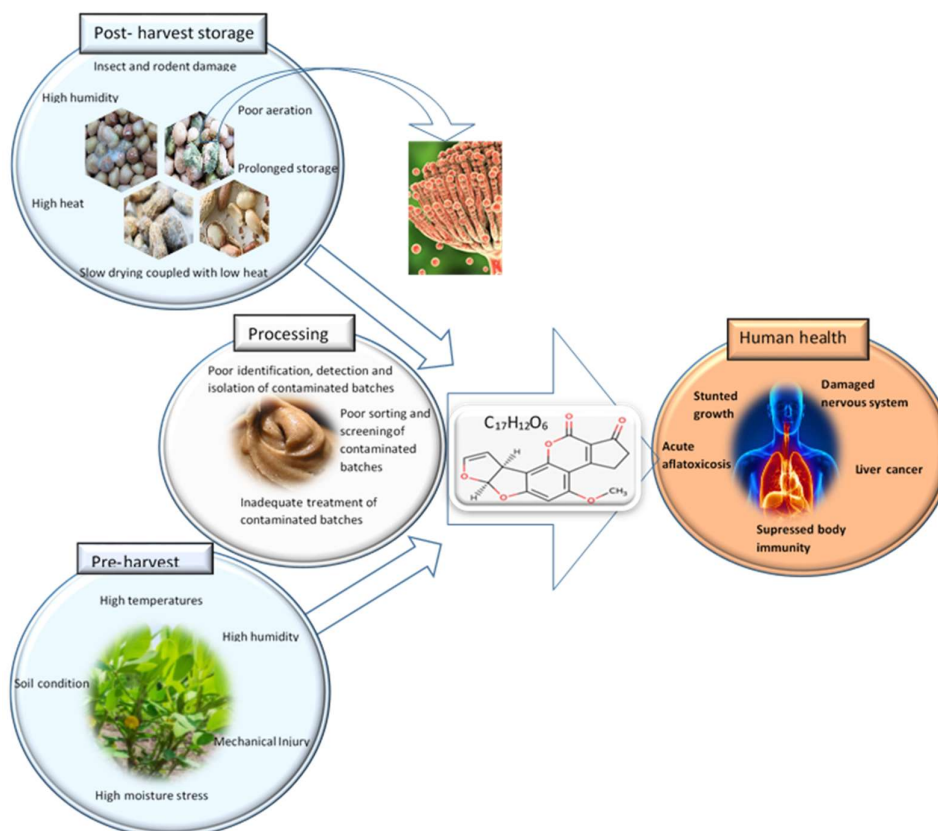 Post- harvest storage
Insect and rodent damage
High humidity
Poor aeration
Prolonged storage
High heat
Slow drying coupled with low heat
Processing
Poor identification, detection and
isolation of contaminated batches
Poor sorting and
screeningof
contaminated
batches
Inadequate treatment of
contaminated batches
Pre-harvest
High temperatures
High humidity
Soil condition
Mechanical Injury
High moisture stress
C17H12O6
O
O
O
H
O
H
O
O
CH3
Human health
Stunted
growth
Damaged
nervous system
Acute
aflatoxicosis
Liver cancer
Supressed body
immunity